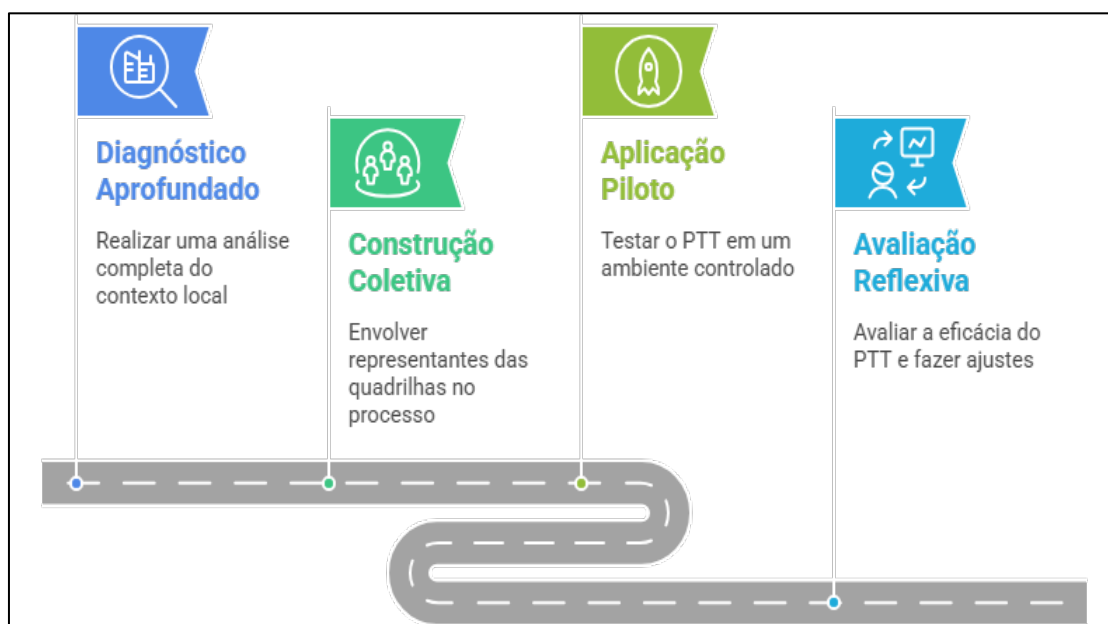 Diagnóstico
Aprofundado
Realizar uma análise
completa do
contexto local
Construção
Coletiva
Envolver
representantes das
quadrilhas no
processo
Aplicação
Piloto
Testar o PTT em um
ambiente controlado
Avaliação
Reflexiva
Avaliar a eficácia do
PTT e fazer ajustes